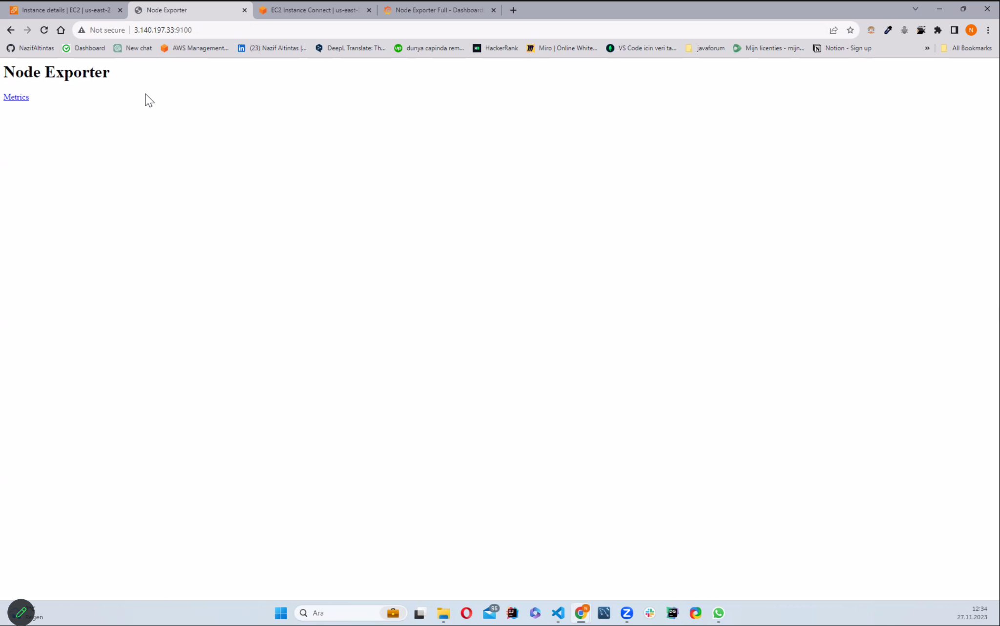 Instance details | EC2 | us-east-2
Node Exporter
EC2 Instance Connect | us-east-2
Node Exporter Full - Dashboard
Not secure
3.140.197.33:9100
N
NazifAltintas
Dashboard
New chat
AWS Management...
(23) Nazif Altintas |...
DeepL Translate: Th...
dunya capinda rem...
HackerRank
Miro | Online White...
VS Code icin veri ta...
javaforum
Mijn licenties - mijn...
Notion - Sign up
»
All Bookmarks
Node Exporter
Metrics
Regen
Ara
96
N
DG
12:34
27.11.2023